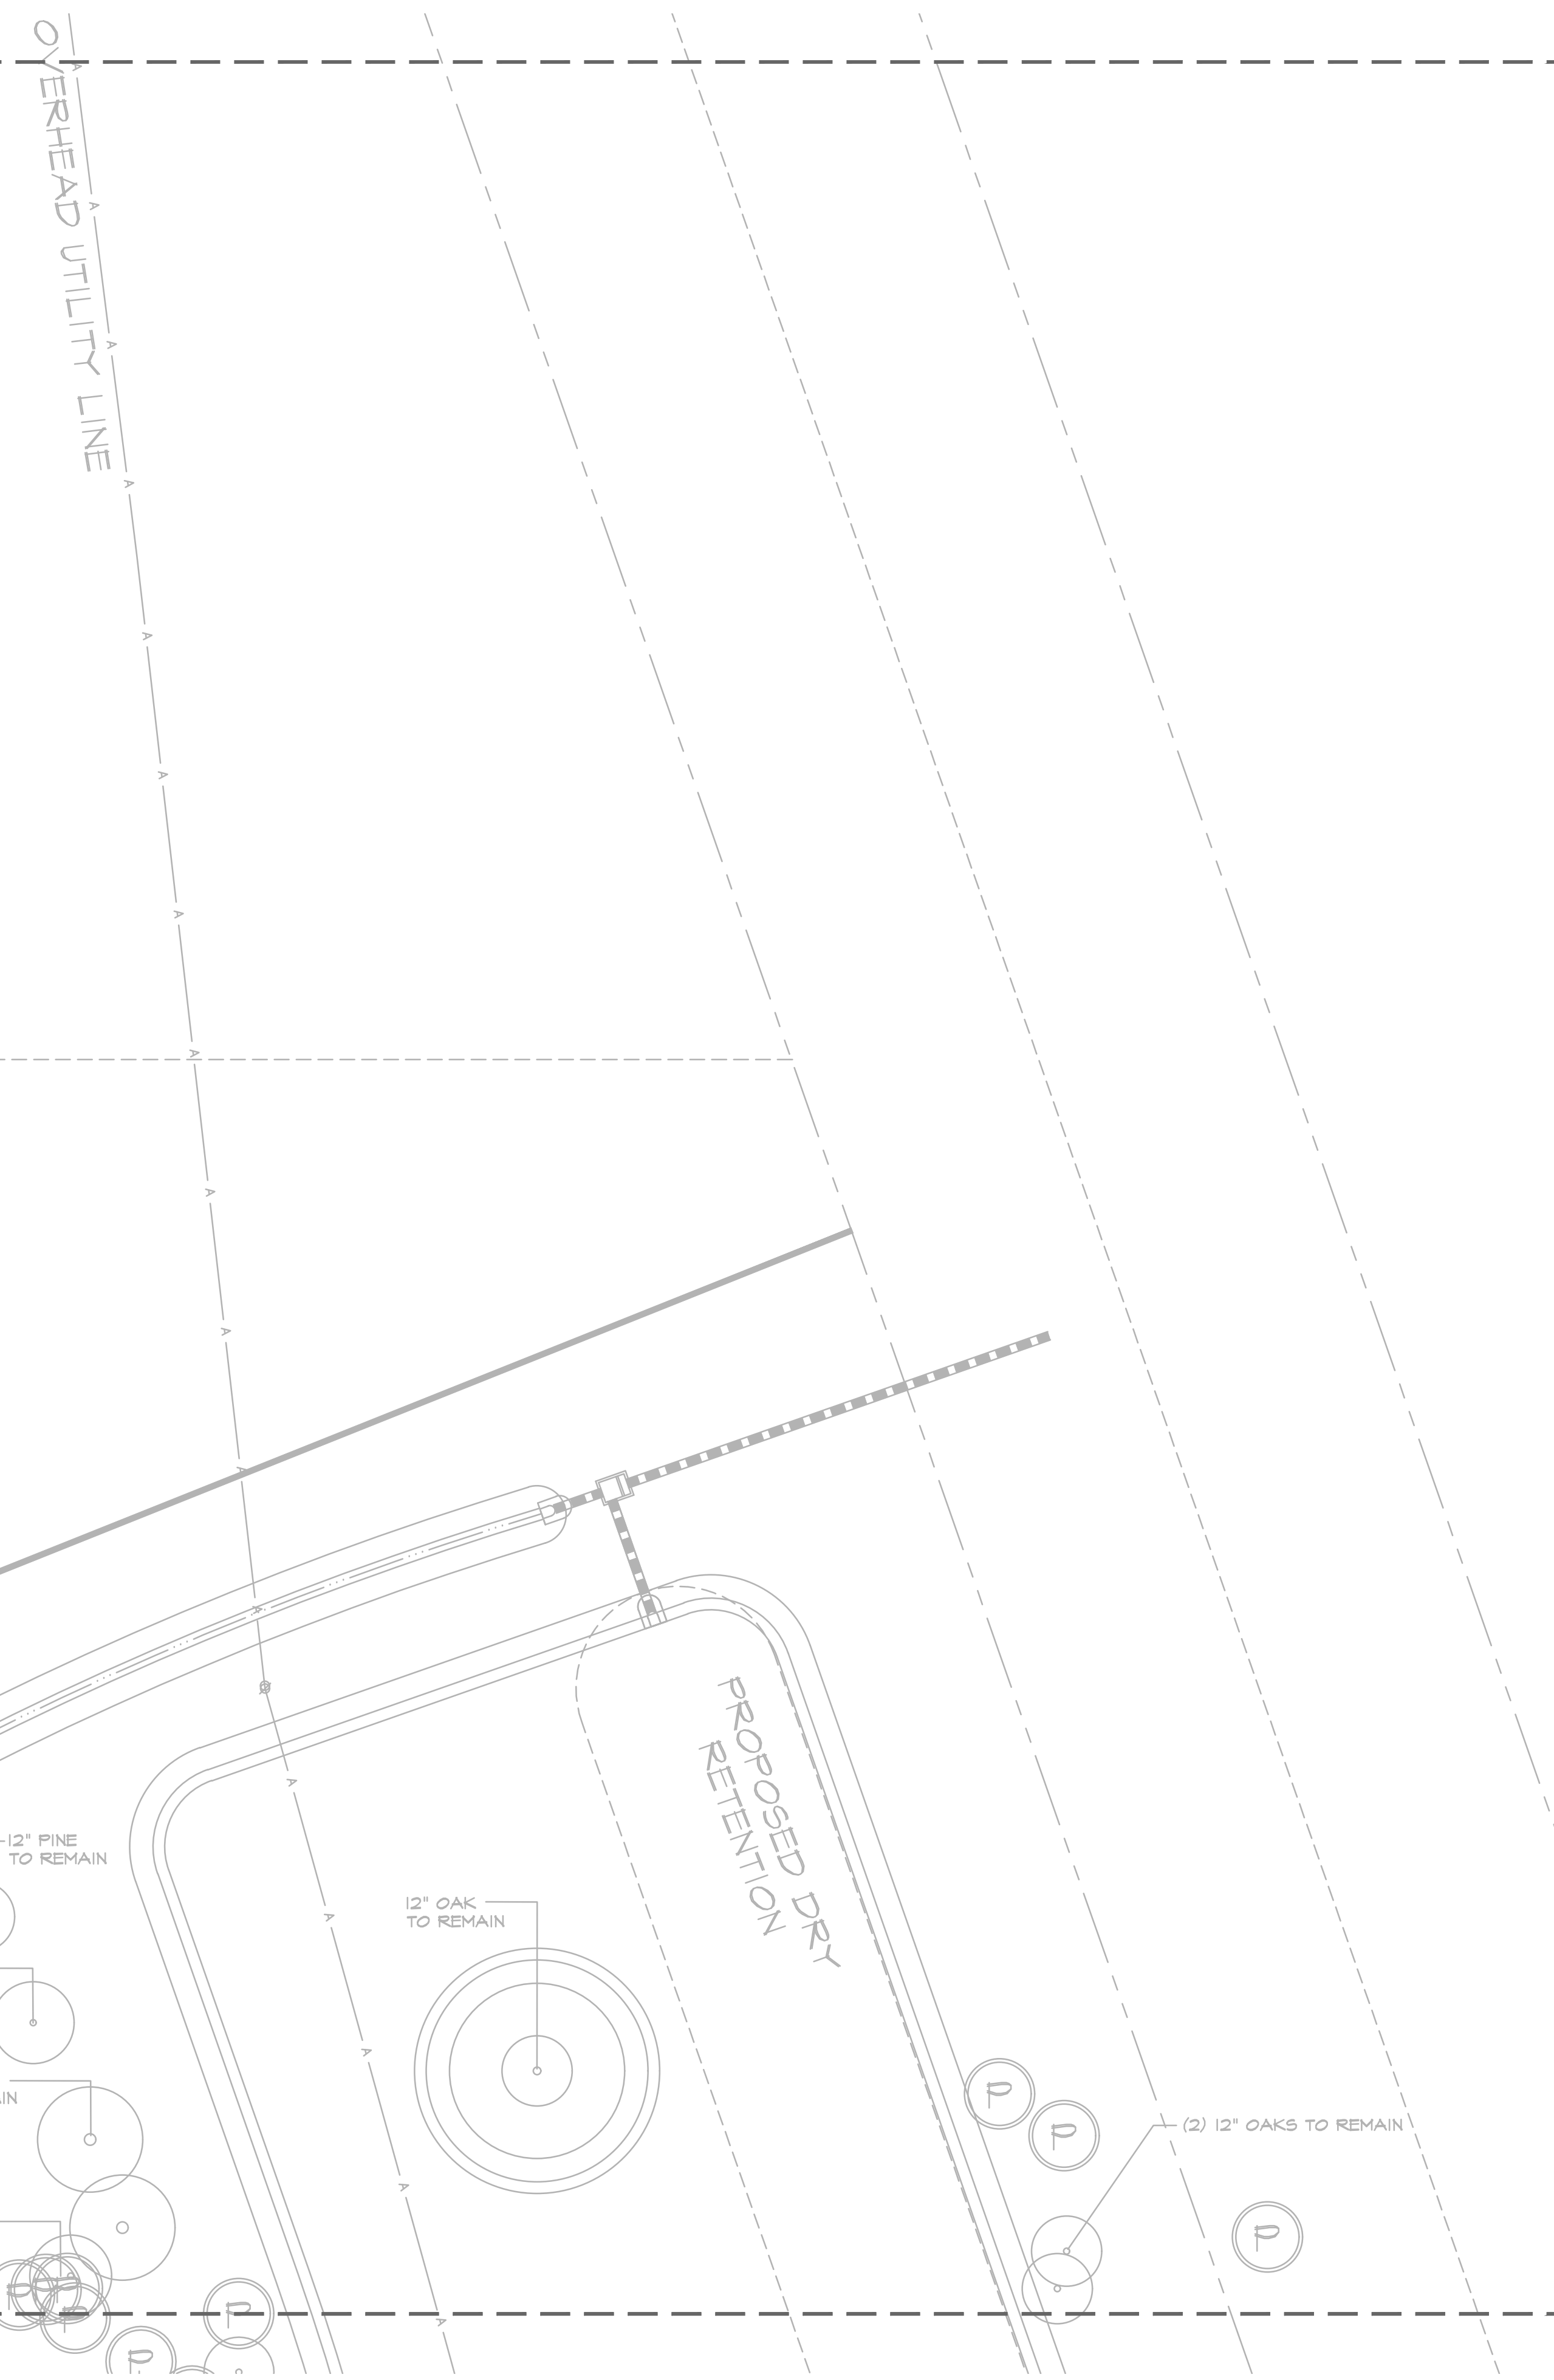 OVERHEAD UTILITY LINE
PROPOSED DRY
RETENTION
12" PINE
TO REMAIN
12" OAK
TO REMAIN
(2) 12" OAKS TO REMAIN